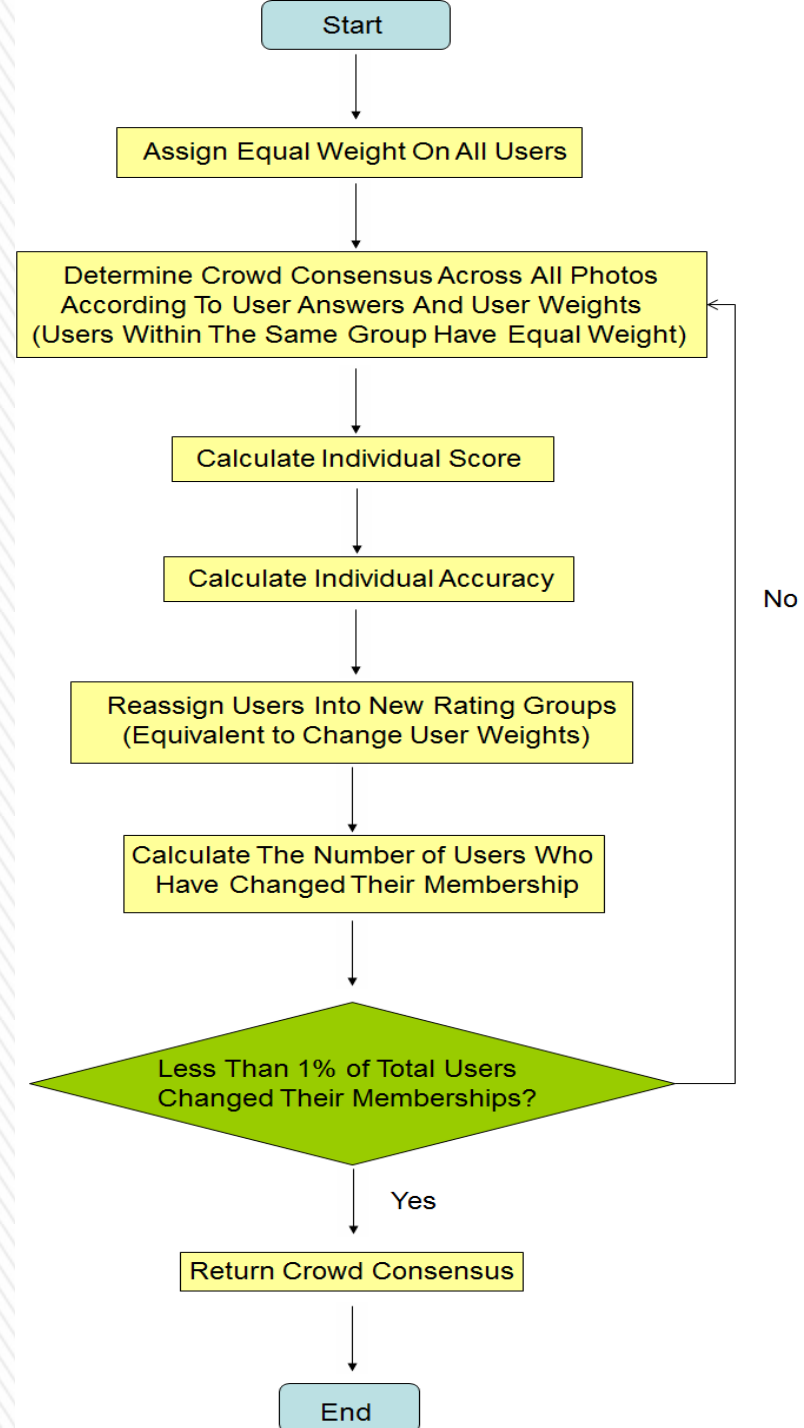 Start
Assign Equal Weight On All Users
Determine Crowd Consensus Across All Photos
According To User Answers And User Weights
(Users Within The Same Group Have Equal Weight)
Calculate Individual Score
Calculate Individual Accuracy
No
Reassign Users Into New Rating Groups
(Equivalent to Change User Weights)
Calculate The Number of Users Who
Have Changed Their Membership
Less Than 1% of Total Users
Changed Their Memberships?
Yes
Return Crowd Consensus
End